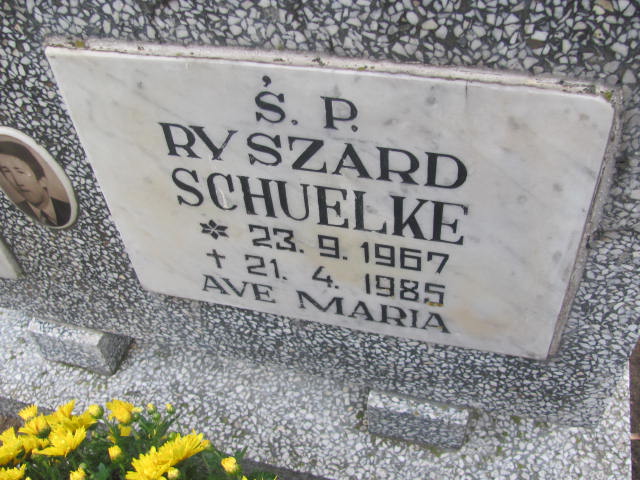 Ś. P.
RYSZARD
SCHUELKE
* 23. 9. 1967
† 21. 4. 1985
AVE MARIA